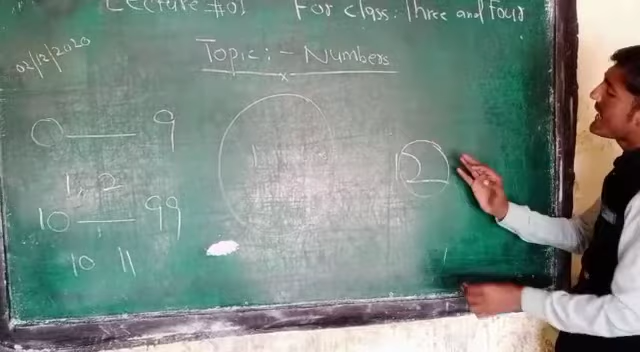 Lecture #01 For class: Three and Four
02/12/2020
Topic:- Numbers
0 — 9
1, 2
10 — 99
10 11
12